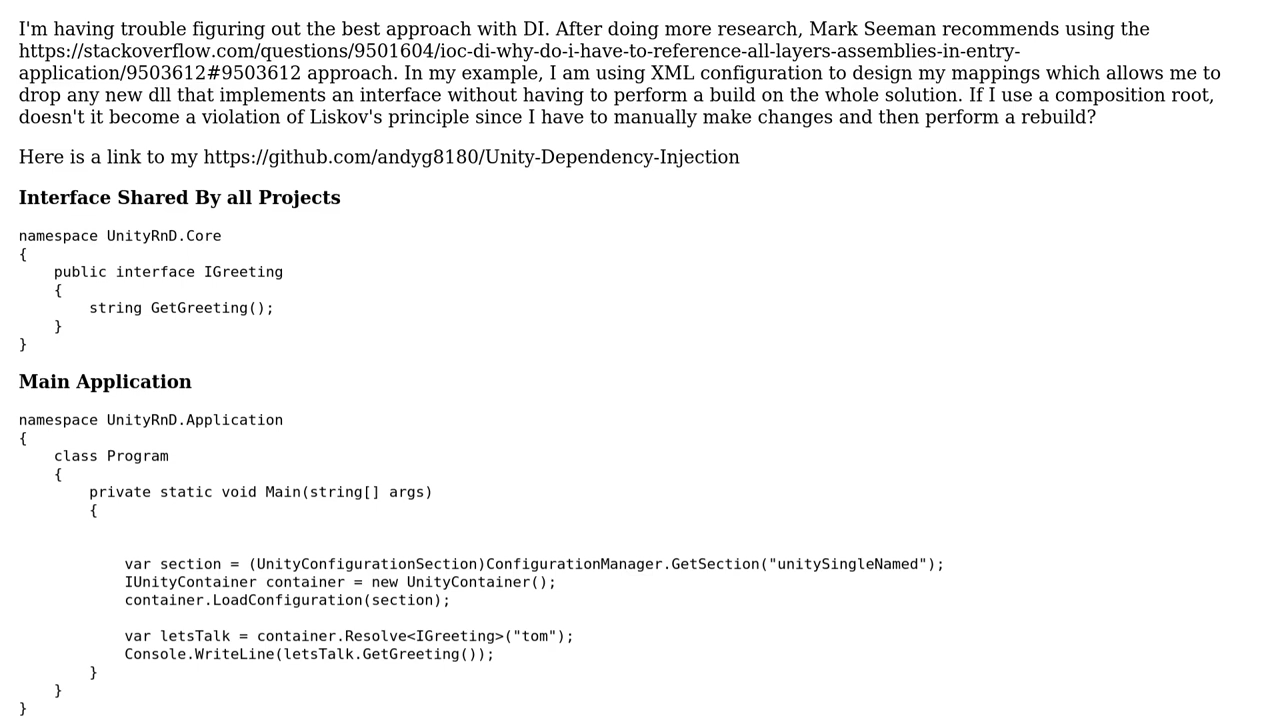 I'm having trouble figuring out the best approach with DI. After doing more research, Mark Seeman recommends using the
https://stackoverflow.com/questions/9501604/ioc-di-why-do-i-have-to-reference-all-layers-assemblies-in-entry-
application/9503612#9503612 approach. In my example, I am using XML configuration to design my mappings which allows me to
drop any new dll that implements an interface without having to perform a build on the whole solution. If I use a composition root,
doesn't it become a violation of Liskov's principle since I have to manually make changes and then perform a rebuild?
Here is a link to my https://github.com/andyg8180/Unity-Dependency-Injection
Interface Shared By all Projects
namespace UnityRnD.Core
{
    public interface IGreeting
    {
        string GetGreeting();
    }
}
Main Application
namespace UnityRnD.Application
{
    class Program
    {
        private static void Main(string[] args)
        {
            var section = (UnityConfigurationSection)ConfigurationManager.GetSection("unitySingleNamed");
            IUnityContainer container = new UnityContainer();
            container.LoadConfiguration(section);
            var letsTalk = container.Resolve<IGreeting>("tom");
            Console.WriteLine(letsTalk.GetGreeting());
        }
    }
}